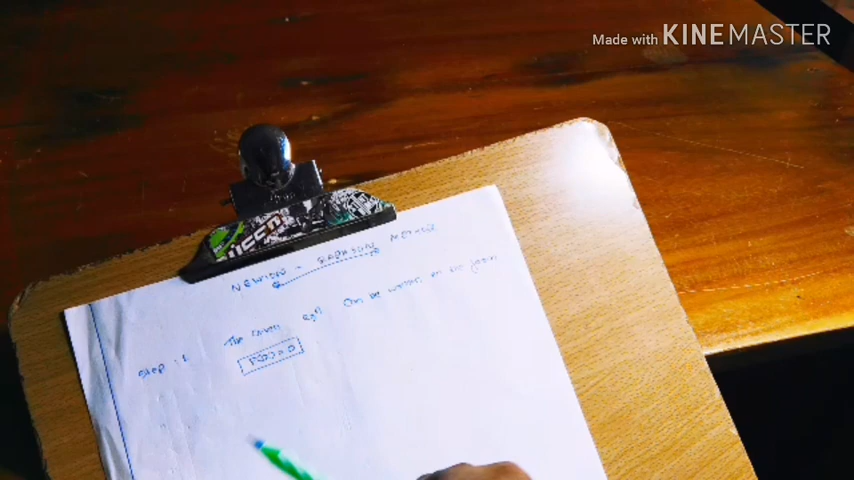 Made with KINEMASTER
NEWTON - RAPHSON METHOD
Step: 1 The given eqn can be written in the form
F(x)=0